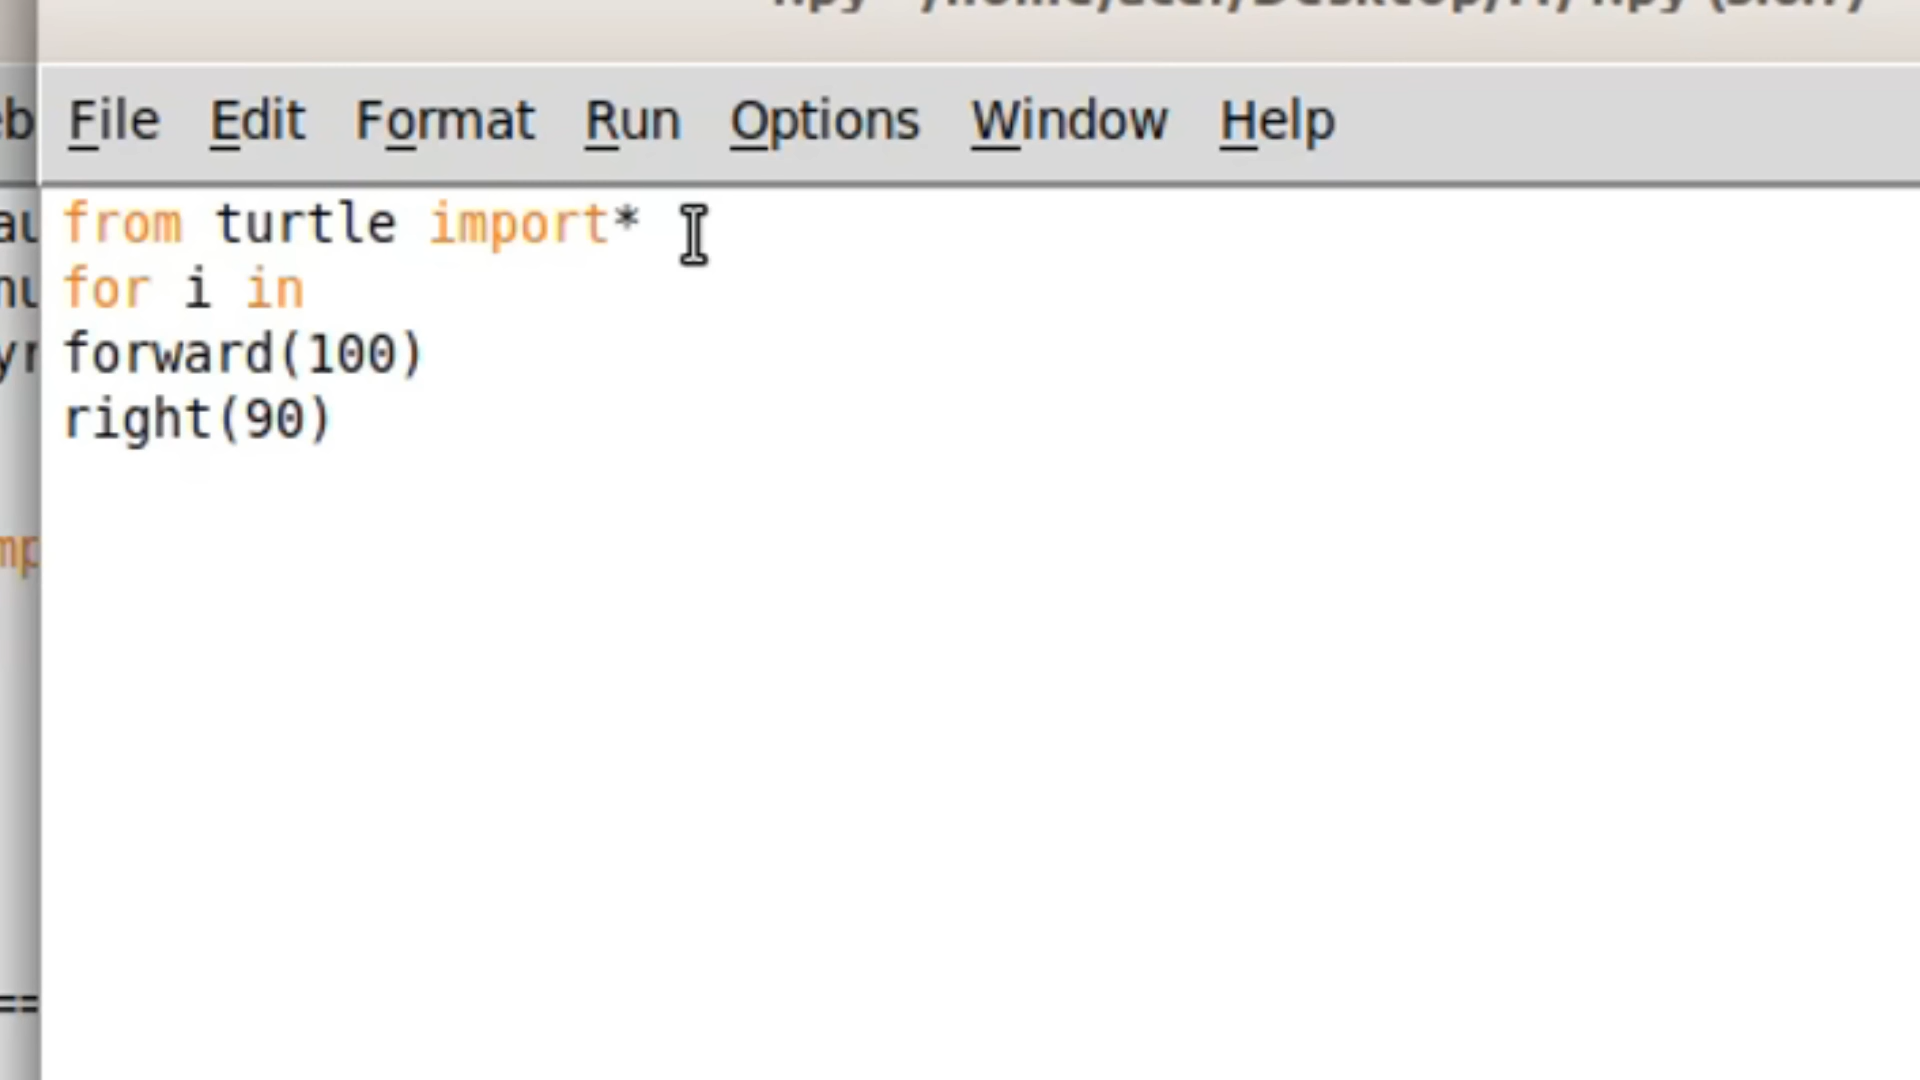 File Edit Format Run Options Window Help
from turtle import*
for i in
forward(100)
right(90)